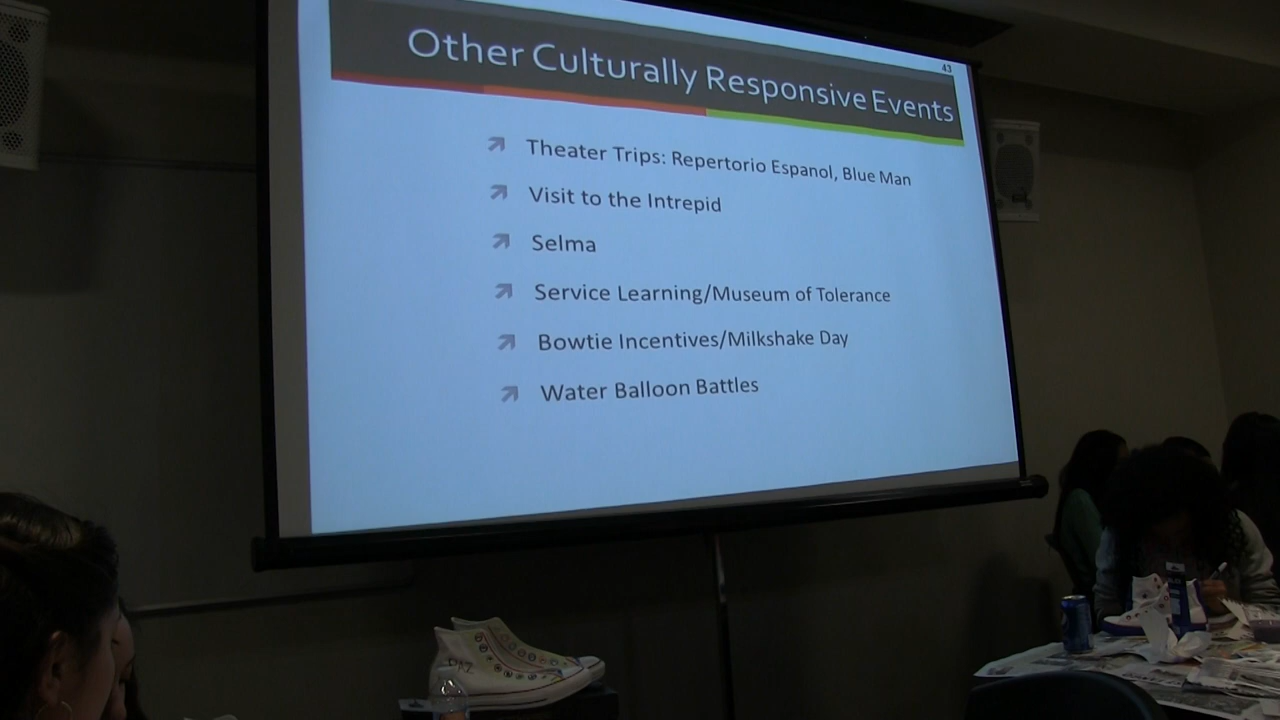 43
Other Culturally Responsive Events
Theater Trips: Repertorio Espanol, Blue Man
Visit to the Intrepid
Selma
Service Learning/Museum of Tolerance
Bowtie Incentives/Milkshake Day
Water Balloon Battles